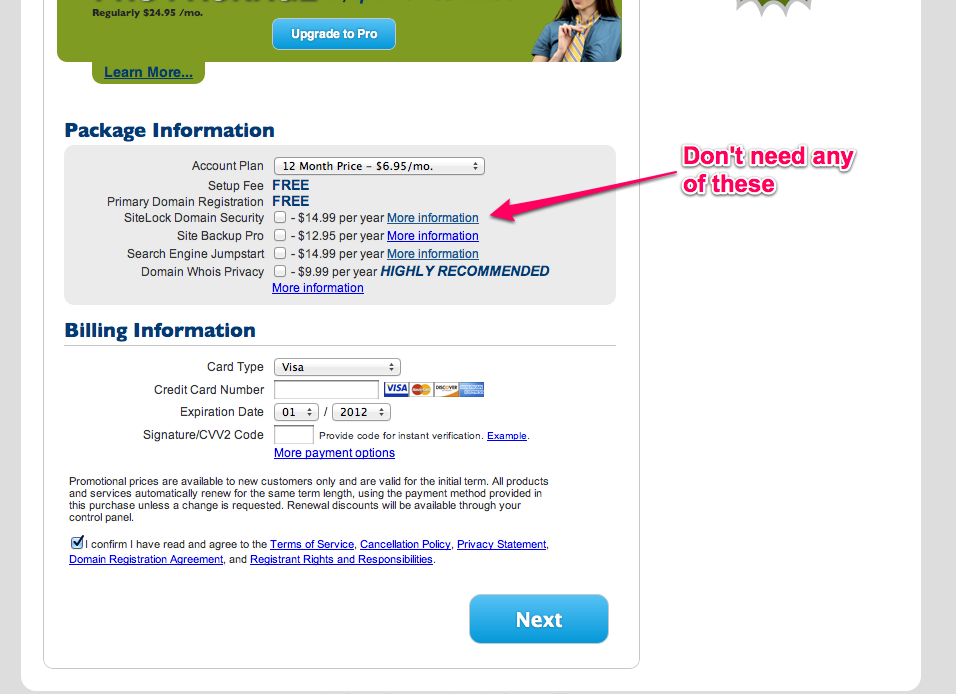 Regularly $24.95 /mo.
Upgrade to Pro
Learn More...
Package Information
Account Plan 12 Month Price - $6.95/mo.
Setup Fee FREE
Primary Domain Registration FREE
SiteLock Domain Security - $14.99 per year More information
Site Backup Pro - $12.95 per year More information
Search Engine Jumpstart - $14.99 per year More information
Domain Whois Privacy - $9.99 per year HIGHLY RECOMMENDED
More information
Don't need any
of these
Billing Information
Card Type Visa
Credit Card Number VISA MasterCard DISCOVER
Expiration Date 01 / 2012
Signature/CVV2 Code Provide code for instant verification. Example.
More payment options
Promotional prices are available to new customers only and are valid for the initial term. All products
and services automatically renew for the same term length, using the payment method provided in
this purchase unless a change is requested. Renewal discounts will be available through your
control panel.
I confirm I have read and agree to the Terms of Service, Cancellation Policy, Privacy Statement,
Domain Registration Agreement, and Registrant Rights and Responsibilities.
Next